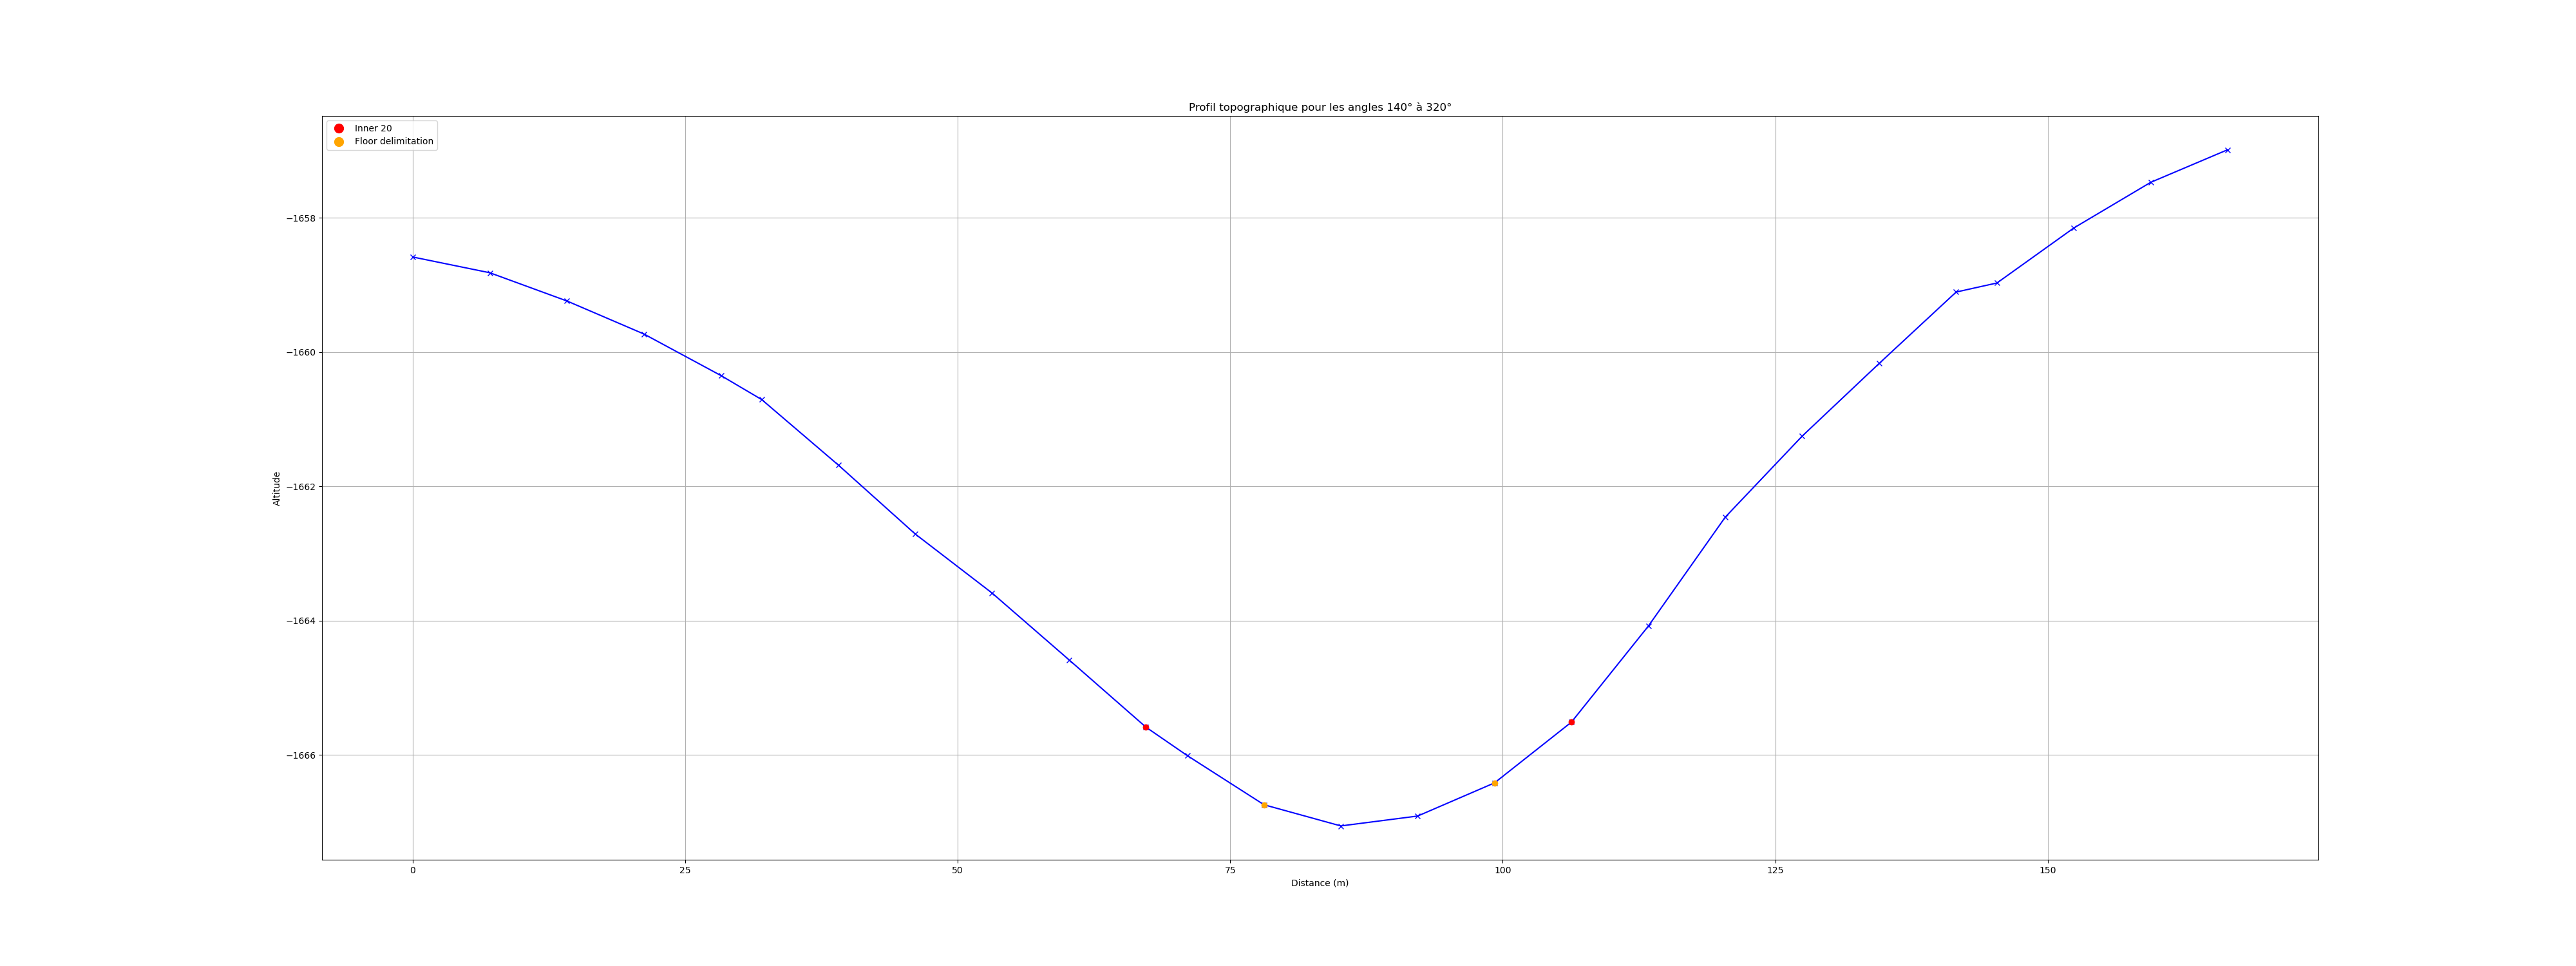 Profil topographique pour les angles 140° à 320°
Inner 20
Floor delimitation
−1658
−1660
−1662
−1664
−1666
Altitude
0 25 50 75 100 125 150
Distance (m)